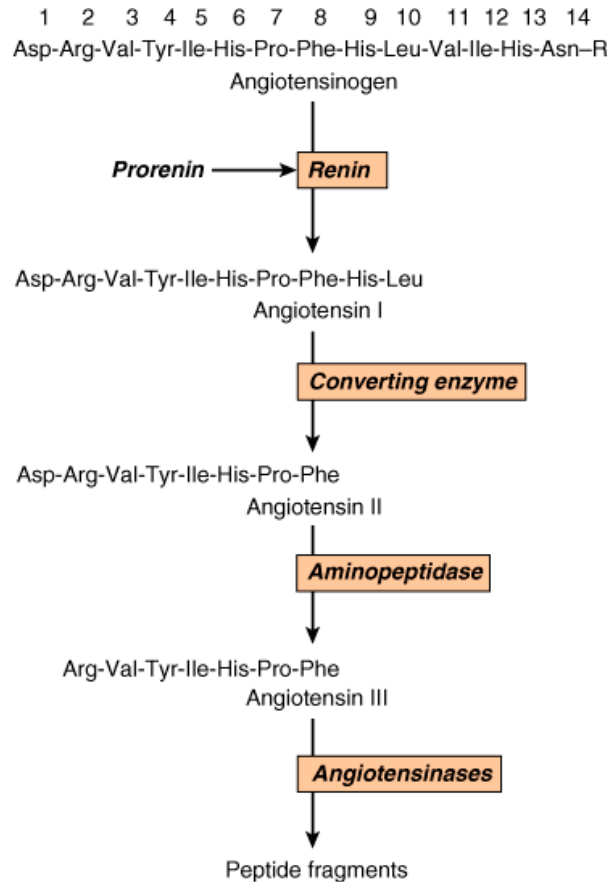 1 2 3 4 5 6 7 8 9 10 11 12 13 14
Asp-Arg-Val-Tyr-Ile-His-Pro-Phe-His-Leu-Val-Ile-His-Asn–R
Angiotensinogen
Prorenin Renin
Asp-Arg-Val-Tyr-Ile-His-Pro-Phe-His-Leu
Angiotensin I
Converting enzyme
Asp-Arg-Val-Tyr-Ile-His-Pro-Phe
Angiotensin II
Aminopeptidase
Arg-Val-Tyr-Ile-His-Pro-Phe
Angiotensin III
Angiotensinases
Peptide fragments